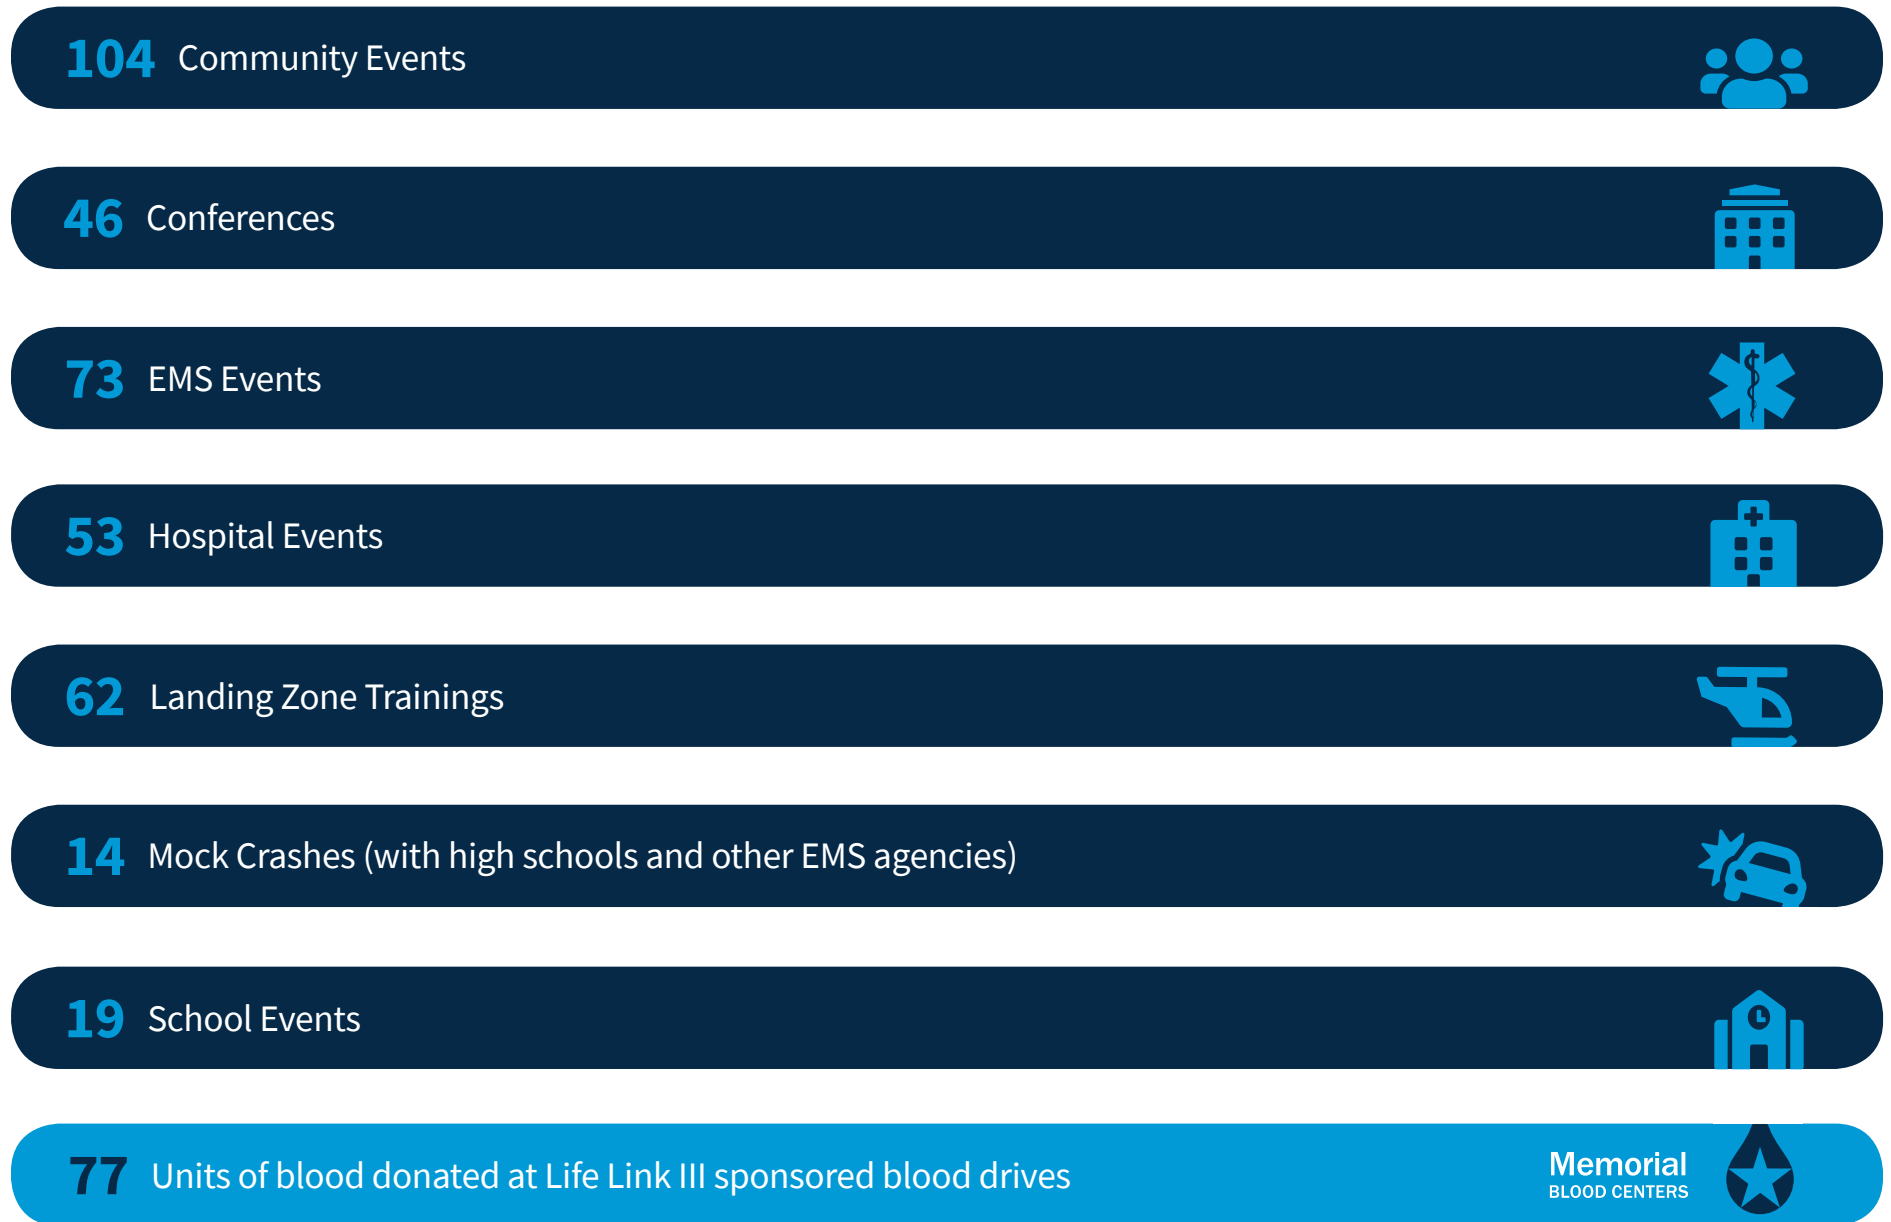 104 Community Events
46 Conferences
73 EMS Events
53 Hospital Events
62 Landing Zone Trainings
14 Mock Crashes (with high schools and other EMS agencies)
19 School Events
77 Units of blood donated at Life Link III sponsored blood drives
Memorial
BLOOD CENTERS